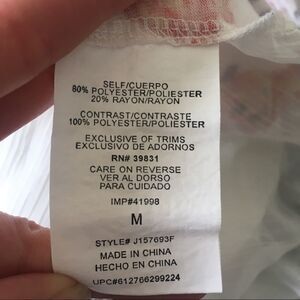 SELF/CUERPO
80% POLYESTER/POLIESTER
20% RAYON/RAYON
CONTRAST/CONTRASTE
100% POLYESTER/POLIESTER
EXCLUSIVE OF TRIMS
EXCLUSIVO DE ADORNOS
RN# 39831
CARE ON REVERSE
VER AL DORSO
PARA CUIDADO
IMP#41998
M
STYLE# J157693F
MADE IN CHINA
HECHO EN CHINA
UPC#612766299224